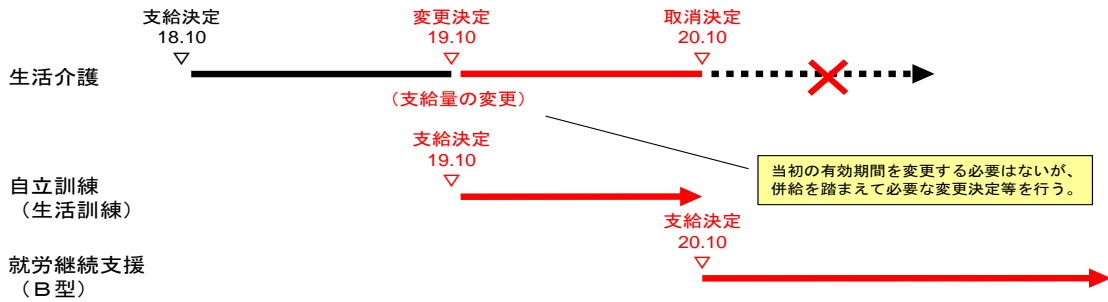 支給決定
18.10
▽
変更決定
19.10
▽
取消決定
20.10
▽
生活介護
(支給量の変更)
支給決定
19.10
▽
当初の有効期間を変更する必要はないが、
併給を踏まえて必要な変更決定等を行う。
自立訓練
(生活訓練)
支給決定
20.10
▽
就労継続支援
(B型)